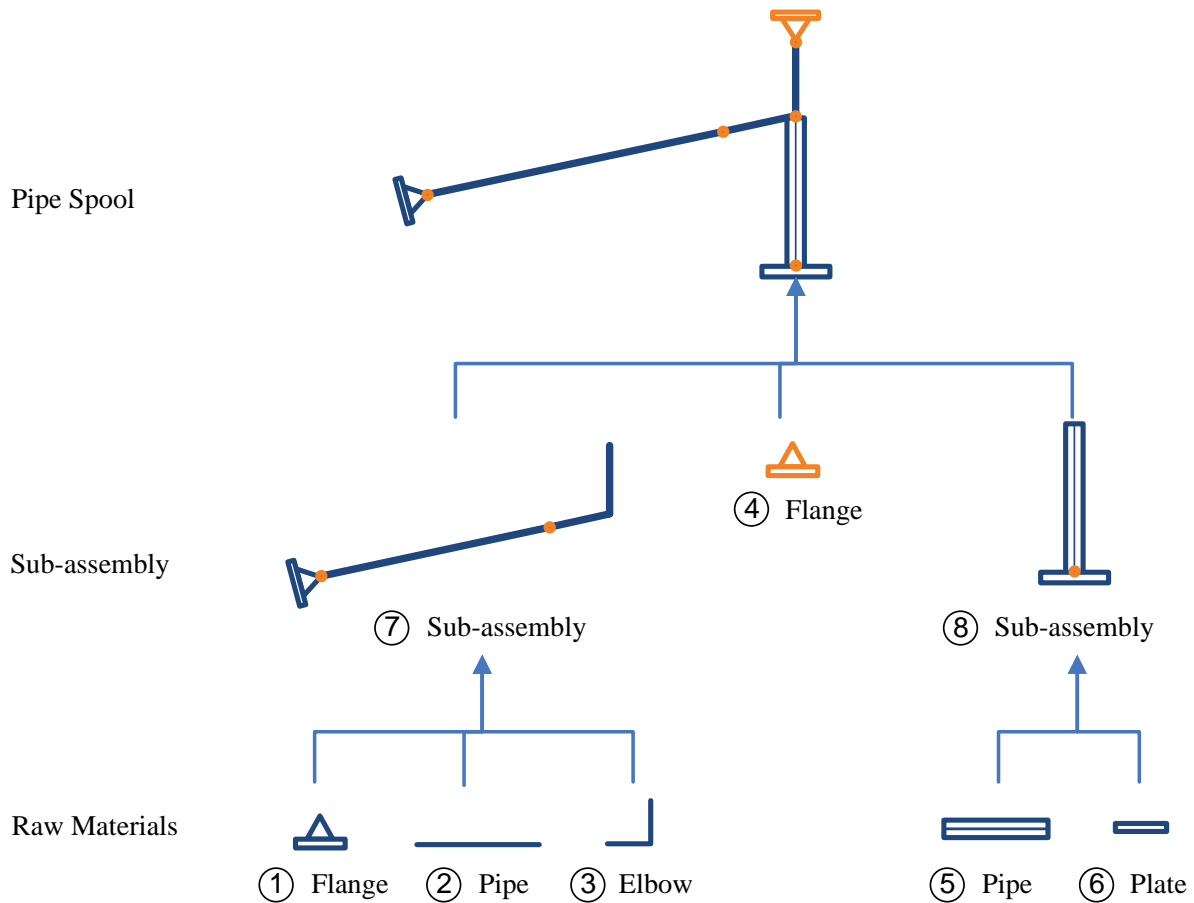 Pipe Spool
④ Flange
Sub-assembly
⑦ Sub-assembly
⑧ Sub-assembly
Raw Materials
① Flange
② Pipe
③ Elbow
⑤ Pipe
⑥ Plate